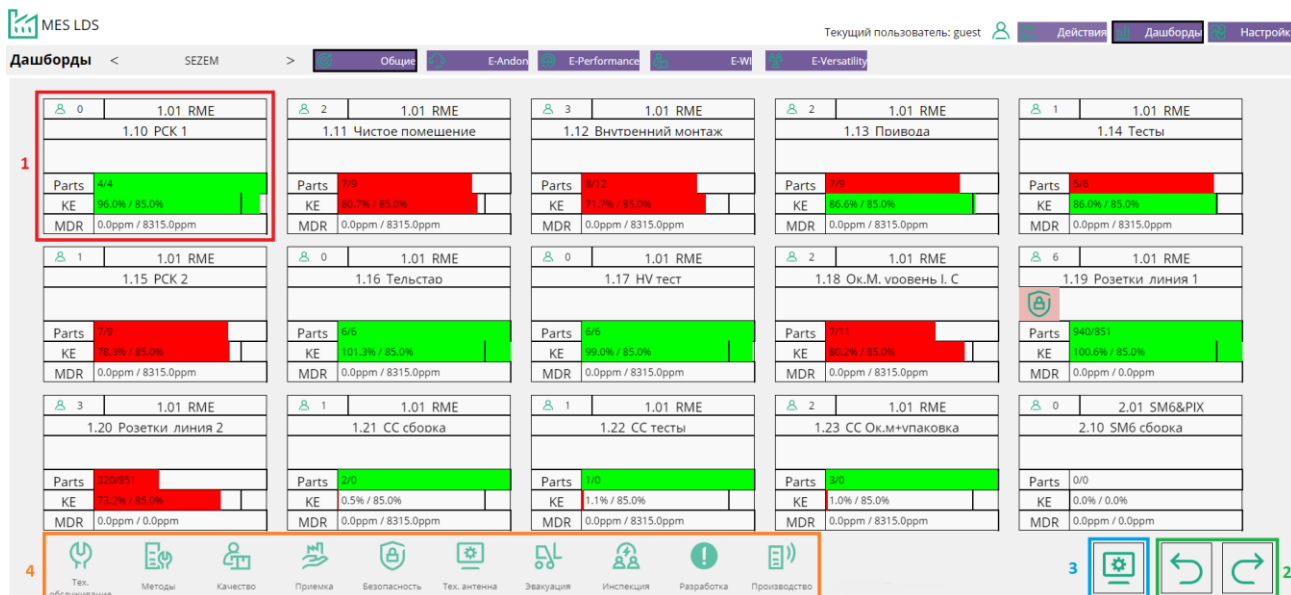 MES LDS
Текущий пользователь: guest Действия Дашборды Настройк
Дашборды < SEZEM > Общие E-Andon E-Performance E-WI E-Versatility
0 1.01 RME 2 1.01 RME 3 1.01 RME 2 1.01 RME 1 1.01 RME
1.10 РСК 1 1.11 Чистое помещение 1.12 Внутренний монтаж 1.13 Привода 1.14 Тесты
1
Parts 4/4 Parts 7/9 Parts 8/12 Parts 7/9 Parts 5/6
KE 96.0% / 85.0% KE 80.7% / 85.0% KE 71.7% / 85.0% KE 86.6% / 85.0% KE 86.0% / 85.0%
MDR 0.0ppm / 8315.0ppm MDR 0.0ppm / 8315.0ppm MDR 0.0ppm / 8315.0ppm MDR 0.0ppm / 8315.0ppm MDR 0.0ppm / 8315.0ppm
1 1.01 RME 0 1.01 RME 0 1.01 RME 2 1.01 RME 6 1.01 RME
1.15 РСК 2 1.16 Тельстар 1.17 HV тест 1.18 Ок.М. уровень I. С 1.19 Розетки линия 1
Parts 7/9 Parts 6/6 Parts 6/6 Parts 7/11 Parts 940/851
KE 78.3% / 85.0% KE 101.3% / 85.0% KE 99.0% / 85.0% KE 80.2% / 85.0% KE 100.6% / 85.0%
MDR 0.0ppm / 8315.0ppm MDR 0.0ppm / 8315.0ppm MDR 0.0ppm / 8315.0ppm MDR 0.0ppm / 8315.0ppm MDR 0.0ppm / 0.0ppm
3 1.01 RME 1 1.01 RME 1 1.01 RME 2 1.01 RME 0 2.01 SM6&PIX
1.20 Розетки линия 2 1.21 СС сборка 1.22 СС тесты 1.23 СС Ок.м+упаковка 2.10 SM6 сборка
Parts 320/851 Parts 2/0 Parts 1/0 Parts 3/0 Parts 0/0
KE 73.2% / 85.0% KE 0.5% / 85.0% KE 1.1% / 85.0% KE 1.0% / 85.0% KE 0.0% / 0.0%
MDR 0.0ppm / 0.0ppm MDR 0.0ppm / 8315.0ppm MDR 0.0ppm / 8315.0ppm MDR 0.0ppm / 8315.0ppm MDR 0.0ppm / 0.0ppm
4 3 2
Тех. обслуживание Методы Качество Приемка Безопасность Тех. антенна Эвакуация Инспекция Разработка Производство